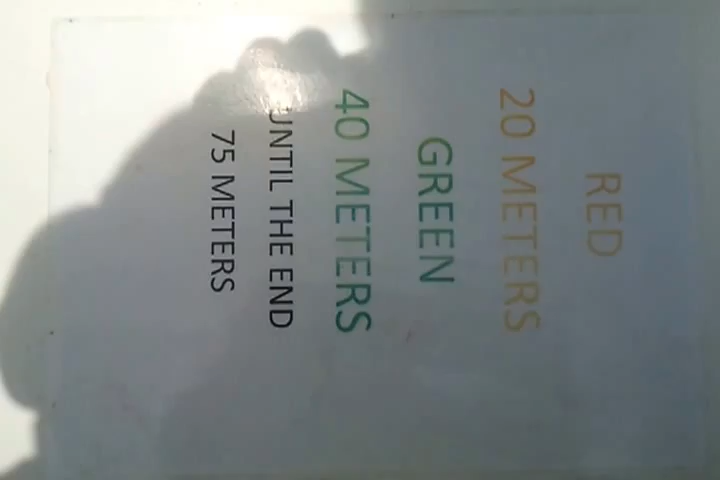 RED
20 METERS
GREEN
40 METERS
UNTIL THE END
75 METERS